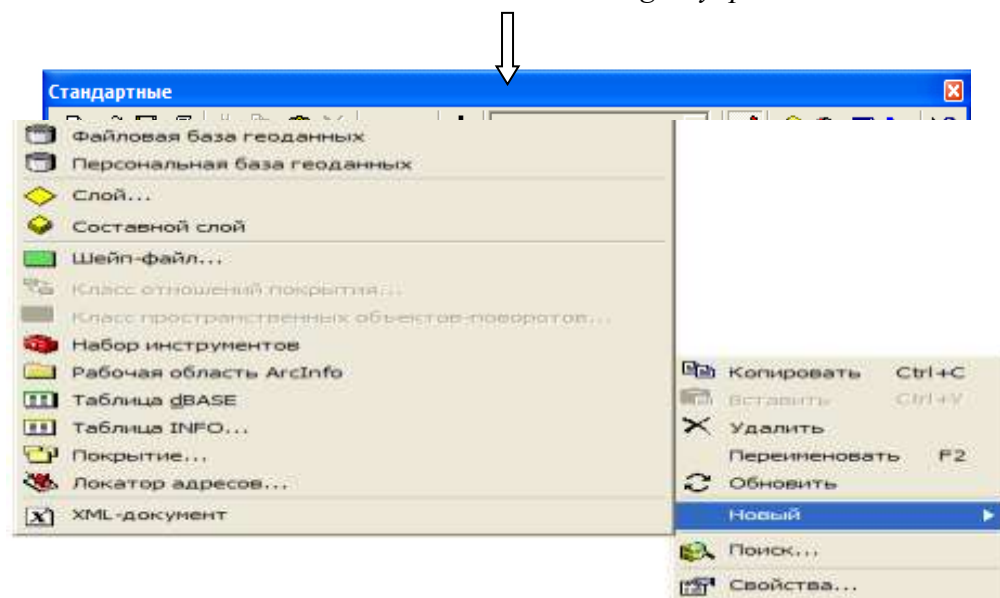 Стандартные
Файловая база геоданных
Персональная база геоданных
Слой...
Составной слой
Шейп-файл...
Класс отношений покрытия...
Класс пространственных объектов-поворотов...
Набор инструментов
Рабочая область ArcInfo
Таблица dBASE
Таблица INFO...
Покрытие...
Локатор адресов...
XML-документ
Копировать Ctrl+C
Вставить Ctrl+V
Удалить
Переименовать F2
Обновить
Новый
Поиск...
Свойства...